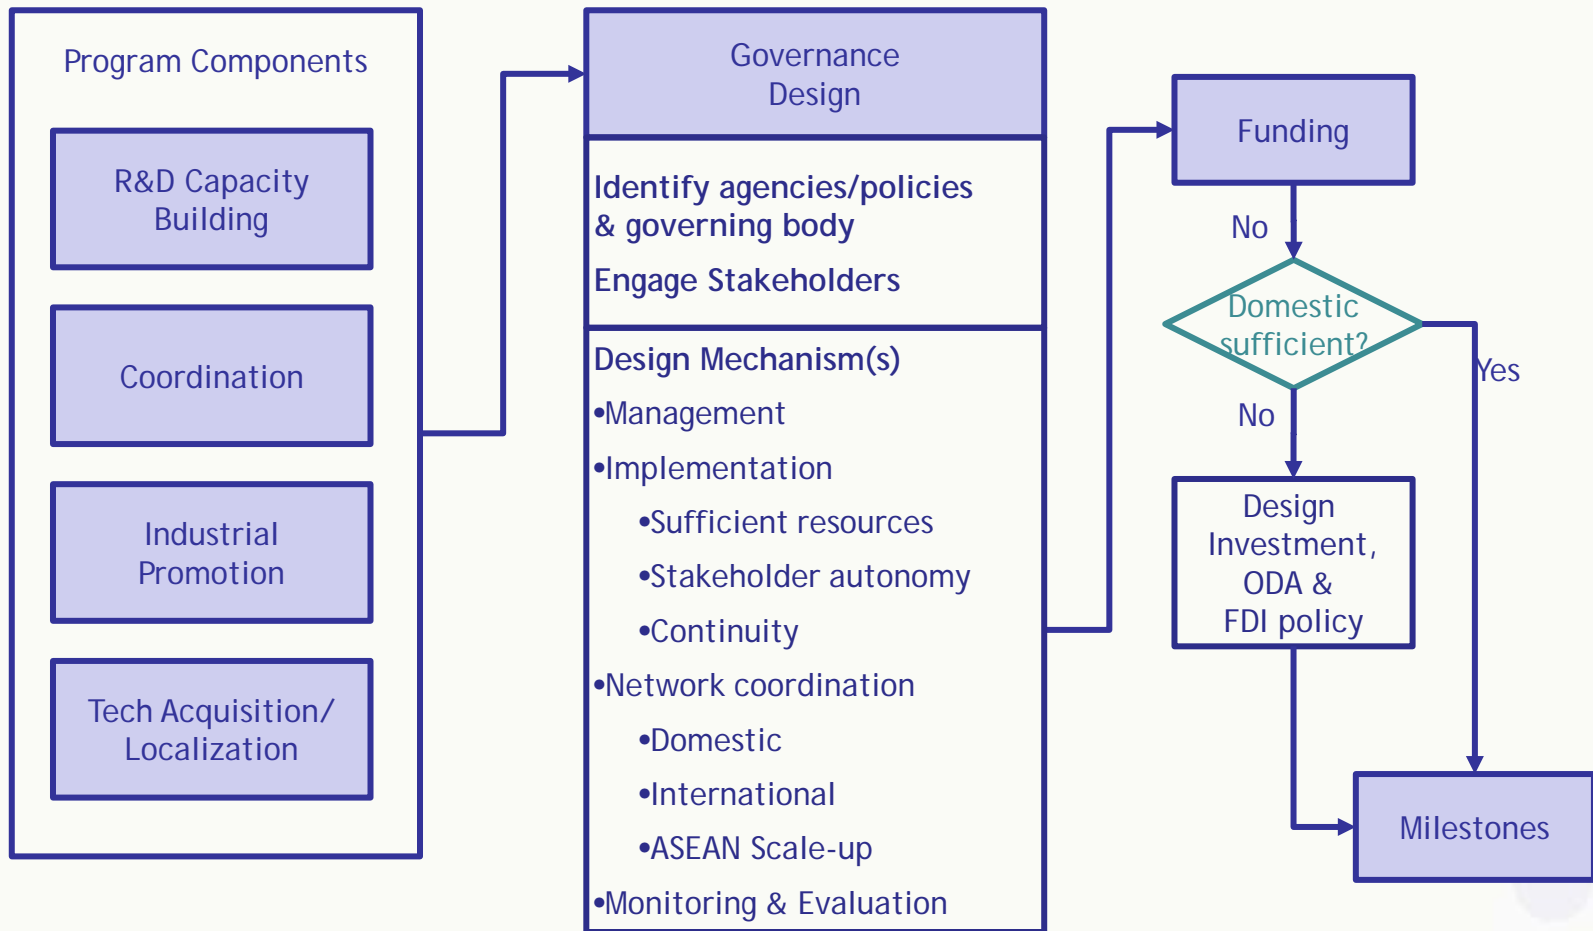 Program Components
R&D Capacity
Building
Coordination
Industrial
Promotion
Tech Acquisition/
Localization
Governance
Design
Identify agencies/policies
& governing body
Engage Stakeholders
Design Mechanism(s)
•Management
•Implementation
•Sufficient resources
•Stakeholder autonomy
•Continuity
•Network coordination
•Domestic
•International
•ASEAN Scale-up
•Monitoring & Evaluation
Funding
No
Domestic
sufficient?
Yes
No
Design
Investment,
ODA &
FDI policy
Milestones